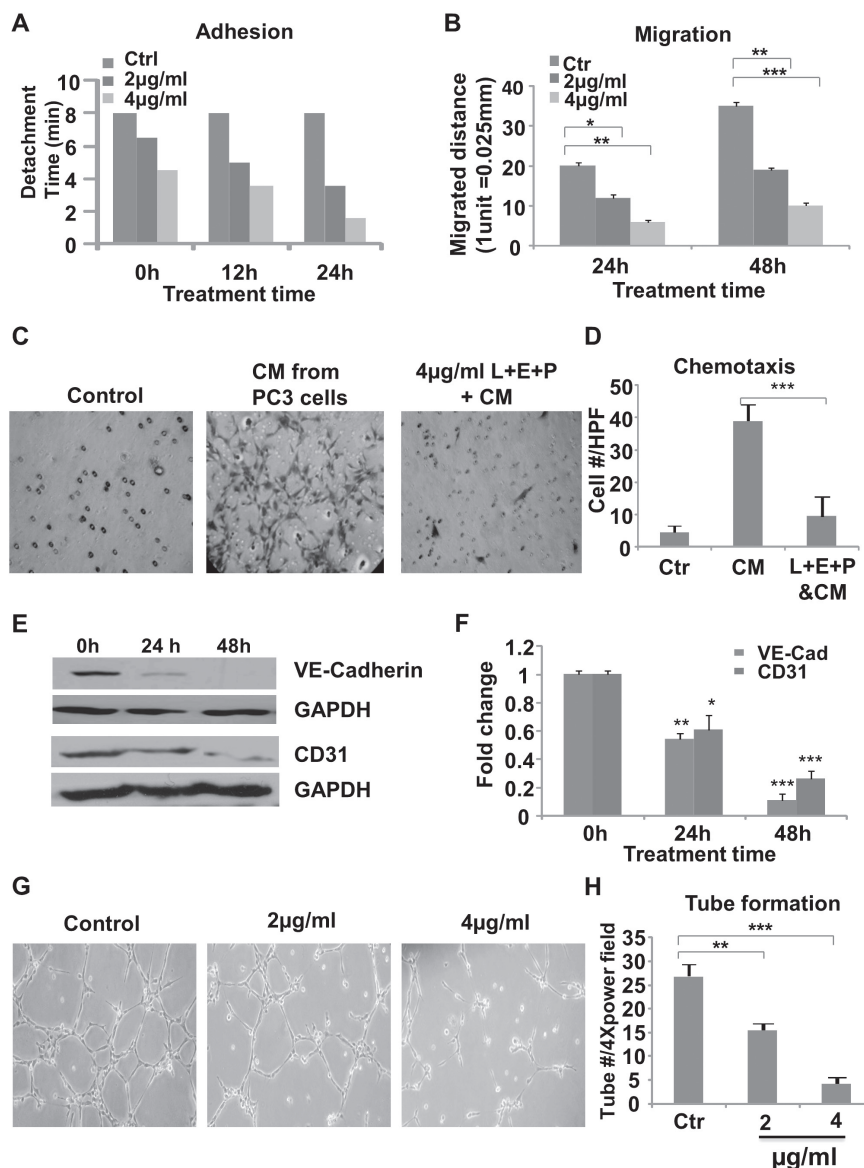 A
Adhesion
Ctrl
2µg/ml
4µg/ml
Detachment
Time (min)
10
8
6
4
2
0
0h 12h 24h
Treatment time
B
Migration
Ctr
2µg/ml
4µg/ml
Migrated distance
(1unit =0.025mm)
40
30
20
10
0
*
**
**
***
24h 48h
Treatment time
C
Control
CM from
PC3 cells
4µg/ml L+E+P
+ CM
D
Chemotaxis
Cell #/HPF
50
40
30
20
10
0
***
Ctr CM L+E+P
&CM
E
0h 24 h 48h
VE-Cadherin
GAPDH
CD31
GAPDH
F
Fold change
1.2
1
0.8
0.6
0.4
0.2
0
VE-Cad
CD31
** *
*** ***
0h 24h 48h
Treatment time
G
Control 2µg/ml 4µg/ml
H
Tube formation
Tube #/4Xpower field
35
30
25
20
15
10
5
0
***
**
Ctr 2 4
µg/ml